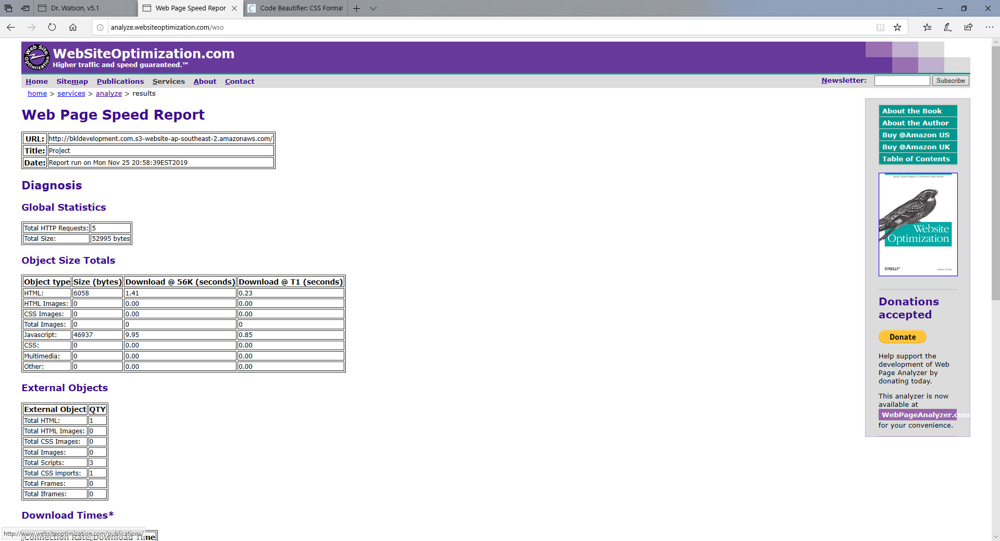 Dr. Watson, v5.1
Web Page Speed Repor
Code Beautifier: CSS Format
analyze.websiteoptimization.com/wso
Web Site Optimization
WebSiteOptimization.com
Higher traffic and speed guaranteed.™
Home Sitemap Publications Services About Contact Newsletter: Subscribe
home > services > analyze > results
Web Page Speed Report
URL: http://bkldevelopment.com.s3-website-ap-southeast-2.amazonaws.com/
Title: Project
Date: Report run on Mon Nov 25 20:58:39EST2019
Diagnosis
Global Statistics
Total HTTP Requests: 5
Total Size: 52995 bytes
Object Size Totals
Object type Size (bytes) Download @ 56K (seconds) Download @ T1 (seconds)
HTML: 6058 1.41 0.23
HTML Images: 0 0.00 0.00
CSS Images: 0 0.00 0.00
Total Images: 0 0 0
Javascript: 46937 9.95 0.85
CSS: 0 0.00 0.00
Multimedia: 0 0.00 0.00
Other: 0 0.00 0.00
External Objects
External Object QTY
Total HTML: 1
Total HTML Images: 0
Total CSS Images: 0
Total Images: 0
Total Scripts: 3
Total CSS imports: 1
Total Frames: 0
Total Iframes: 0
Download Times*
Connection Rate Download Time
http://www.websiteoptimization.com/publications/
About the Book
About the Author
Buy @Amazon US
Buy @Amazon UK
Table of Contents
Speed, Search Engine & Conversion Rate Secrets
Website
Optimization
O'REILLY® Andrew B. King
Donations
accepted
Donate
Help support the
development of Web
Page Analyzer by
donating today.
This analyzer is now
available at
WebPageAnalyzer.com
for your convenience.